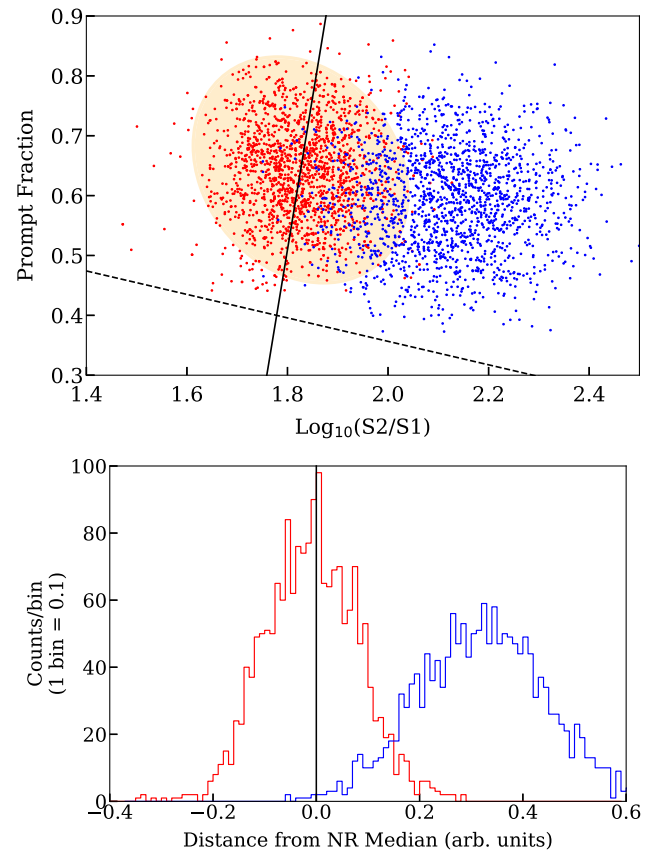 0.9
0.8
0.7
0.6
0.5
0.4
0.3
Prompt Fraction
1.4 1.6 1.8 2.0 2.2 2.4
Log₁₀(S2/S1)
100
80
60
40
20
0
Counts/bin
(1 bin = 0.1)
−0.4 −0.2 0.0 0.2 0.4 0.6
Distance from NR Median (arb. units)